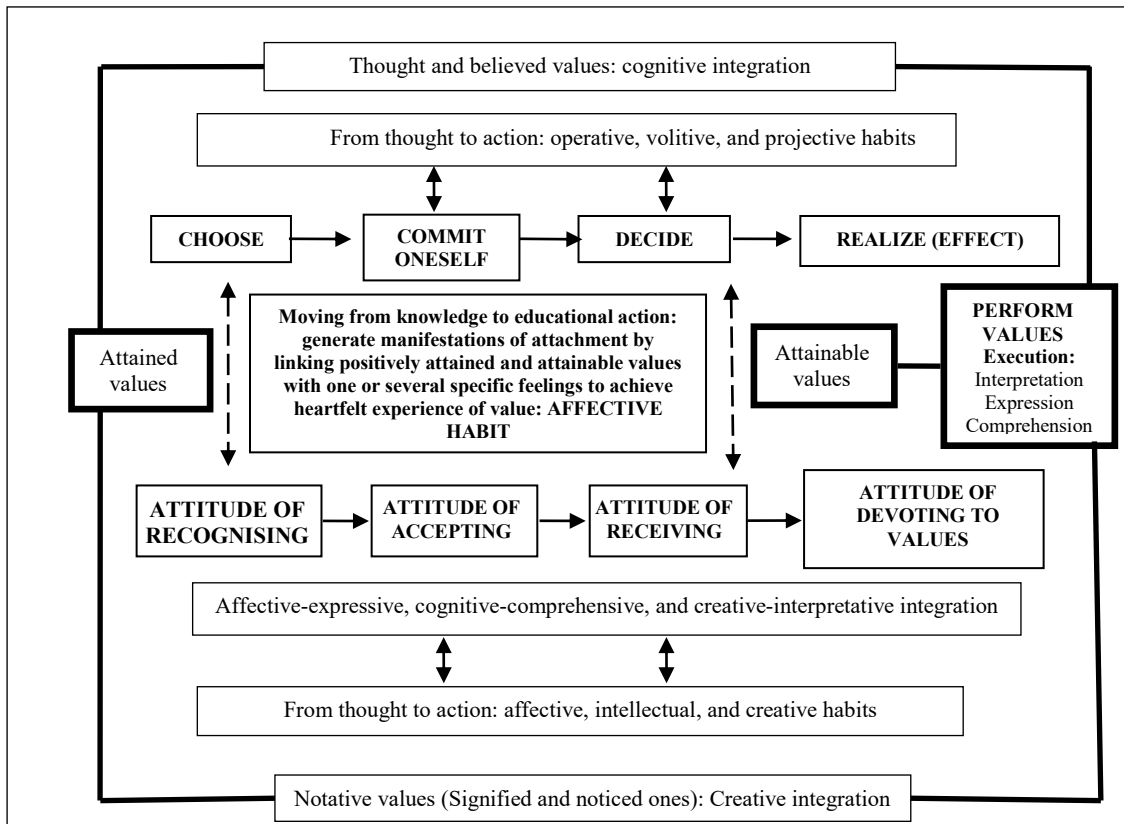 Thought and believed values: cognitive integration
From thought to action: operative, volitive, and projective habits
CHOOSE
COMMIT
ONESELF
DECIDE
REALIZE (EFFECT)
Moving from knowledge to educational action:
generate manifestations of attachment by
linking positively attained and attainable values
with one or several specific feelings to achieve
heartfelt experience of value: AFFECTIVE
HABIT
Attained
values
Attainable
values
PERFORM
VALUES
Execution:
Interpretation
Expression
Comprehension
ATTITUDE OF
RECOGNISING
ATTITUDE OF
ACCEPTING
ATTITUDE OF
RECEIVING
ATTITUDE OF
DEVOTING TO
VALUES
Affective-expressive, cognitive-comprehensive, and creative-interpretative integration
From thought to action: affective, intellectual, and creative habits
Notative values (Signified and noticed ones): Creative integration